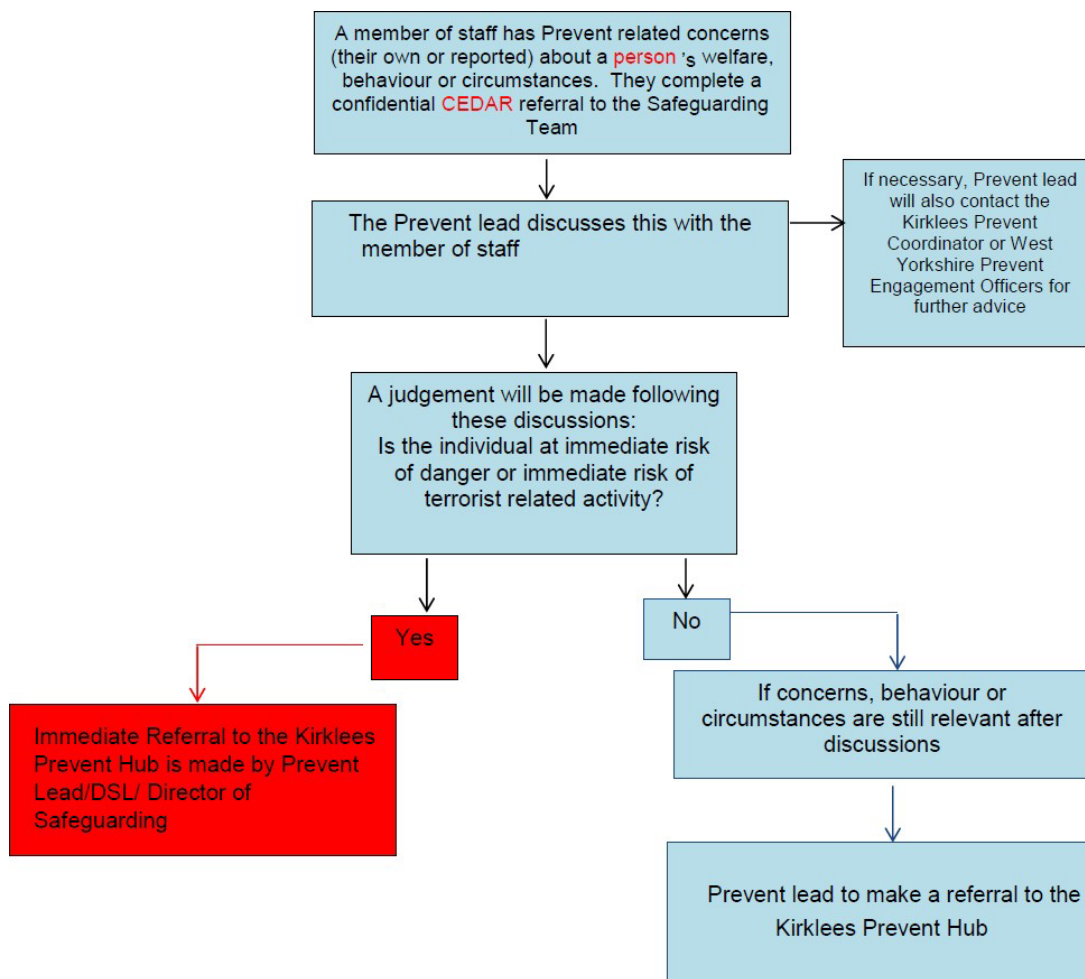 A member of staff has Prevent related concerns
(their own or reported) about a person 's welfare,
behaviour or circumstances. They complete a
confidential CEDAR referral to the Safeguarding
Team
The Prevent lead discusses this with the
member of staff
If necessary, Prevent lead
will also contact the
Kirklees Prevent
Coordinator or West
Yorkshire Prevent
Engagement Officers for
further advice
A judgement will be made following
these discussions:
Is the individual at immediate risk
of danger or immediate risk of
terrorist related activity?
Yes
No
Immediate Referral to the Kirklees
Prevent Hub is made by Prevent
Lead/DSL/ Director of
Safeguarding
If concerns, behaviour or
circumstances are still relevant after
discussions
Prevent lead to make a referral to the
Kirklees Prevent Hub